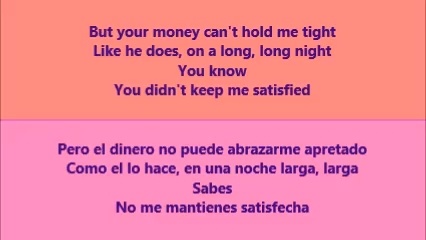 But your money can't hold me tight
Like he does, on a long, long night
You know
You didn't keep me satisfied
Pero el dinero no puede abrazarme apretado
Como el lo hace, en una noche larga, larga
Sabes
No me mantienes satisfecha